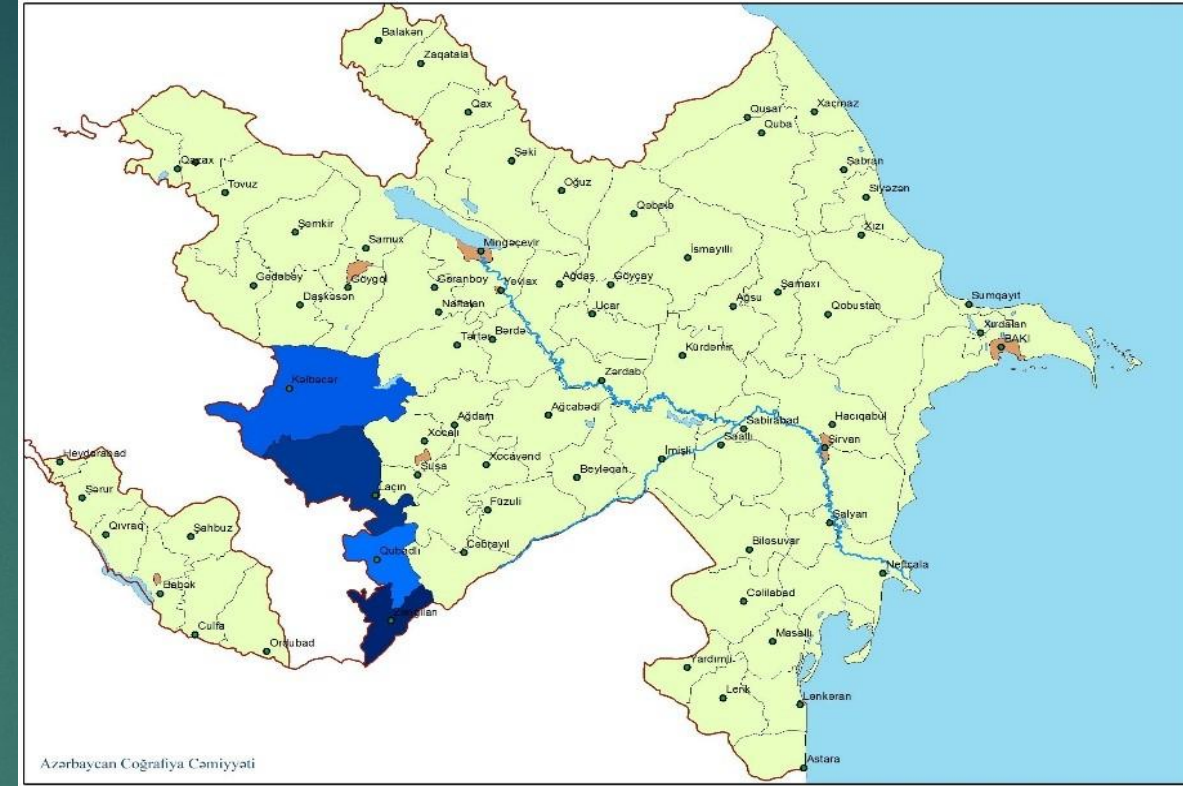 Balakən
Zaqatala
Qax
Qusar
Xaçmaz
Quba
Şəki
Şabran
Qazax
Tovuz
Oğuz
Siyəzən
Qəbələ
Şəmkir
Samux
Xızı
Mingəçevir
İsmayıllı
Gədəbəy
Göygöl
Goranboy
Yevlax
Ağdaş
Göyçay
Şamaxı
Daşkəsən
Naftalan
Ucar
Ağsu
Qobustan
Sumqayıt
Xırdalan
BAKI
Tərtər
Bərdə
Kürdəmir
Kəlbəcər
Zərdab
Ağdam
Ağcabədi
Sabirabad
Hacıqabul
Xocalı
Saatlı
Şirvan
Heydərabad
Xocavənd
İmişli
Şuşa
Beyləqan
Şərur
Laçın
Füzuli
Qıvraq
Şahbuz
Salyan
Qubadlı
Cəbrayıl
Biləsuvar
Neftçala
Babək
Cəlilabad
Zəngilan
Culfa
Ordubad
Masallı
Yardımlı
Lerik
Lənkəran
Astara
Azərbaycan Coğrafiya Cəmiyyəti